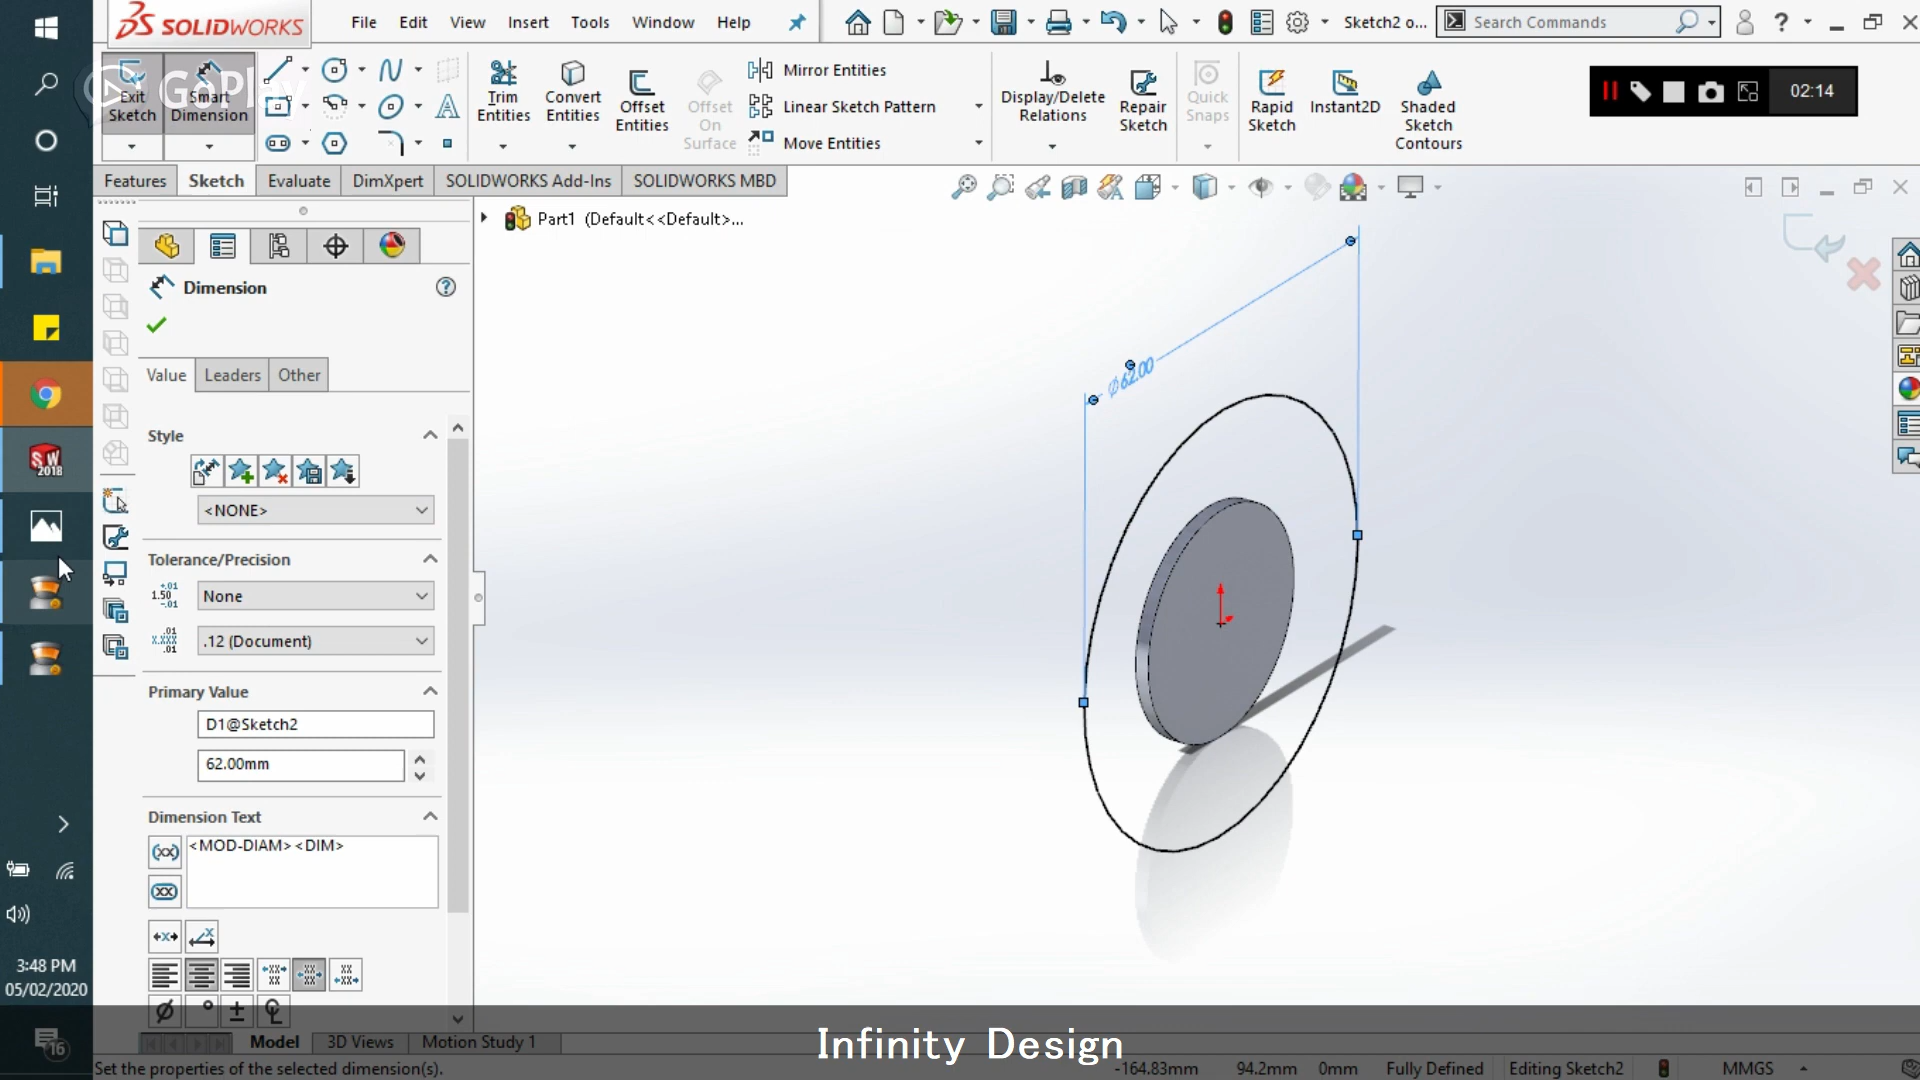 SOLIDWORKS
File Edit View Insert Tools Window Help
Sketch2 o...
Search Commands
GoPlay
Exit Sketch
Smart Dimension
Trim Entities
Convert Entities
Offset Entities
Offset On Surface
Mirror Entities
Linear Sketch Pattern
Move Entities
Display/Delete Relations
Repair Sketch
Quick Snaps
Rapid Sketch
Instant2D
Shaded Sketch Contours
02:14
Features Sketch Evaluate DimXpert SOLIDWORKS Add-Ins SOLIDWORKS MBD
Part1 (Default<<Default>...
Dimension
Value Leaders Other
Style
<NONE>
Tolerance/Precision
None
.12 (Document)
Primary Value
D1@Sketch2
62.00mm
Dimension Text
<MOD-DIAM><DIM>
Ø62.00
SW 2018
3:48 PM
05/02/2020
16
Model 3D Views Motion Study 1
Infinity Design
Set the properties of the selected dimension(s).
-164.83mm 94.2mm 0mm Fully Defined Editing Sketch2 MMGS